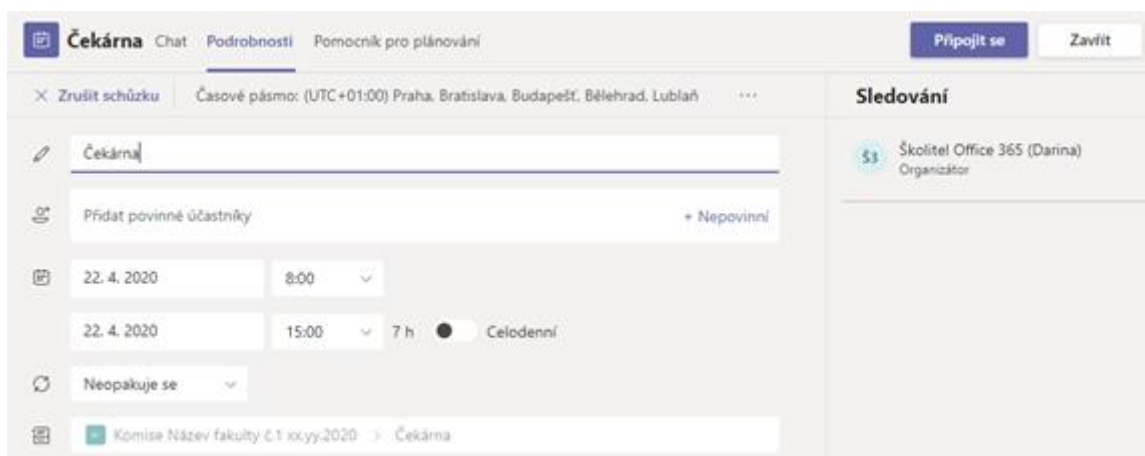 Čekárna Chat Podrobnosti Pomocník pro plánování Připojit se Zavřít
× Zrušit schůzku Časové pásmo: (UTC+01:00) Praha, Bratislava, Budapešť, Bělehrad, Lublaň ...
Sledování
Čekárna
Š3 Školitel Office 365 (Darina)
Organizátor
Přidat povinné účastníky + Nepovinní
22. 4. 2020 8:00
22. 4. 2020 15:00 7 h Celodenní
Neopakuje se
Komise Název fakulty č.1 xx.yy.2020 > Čekárna